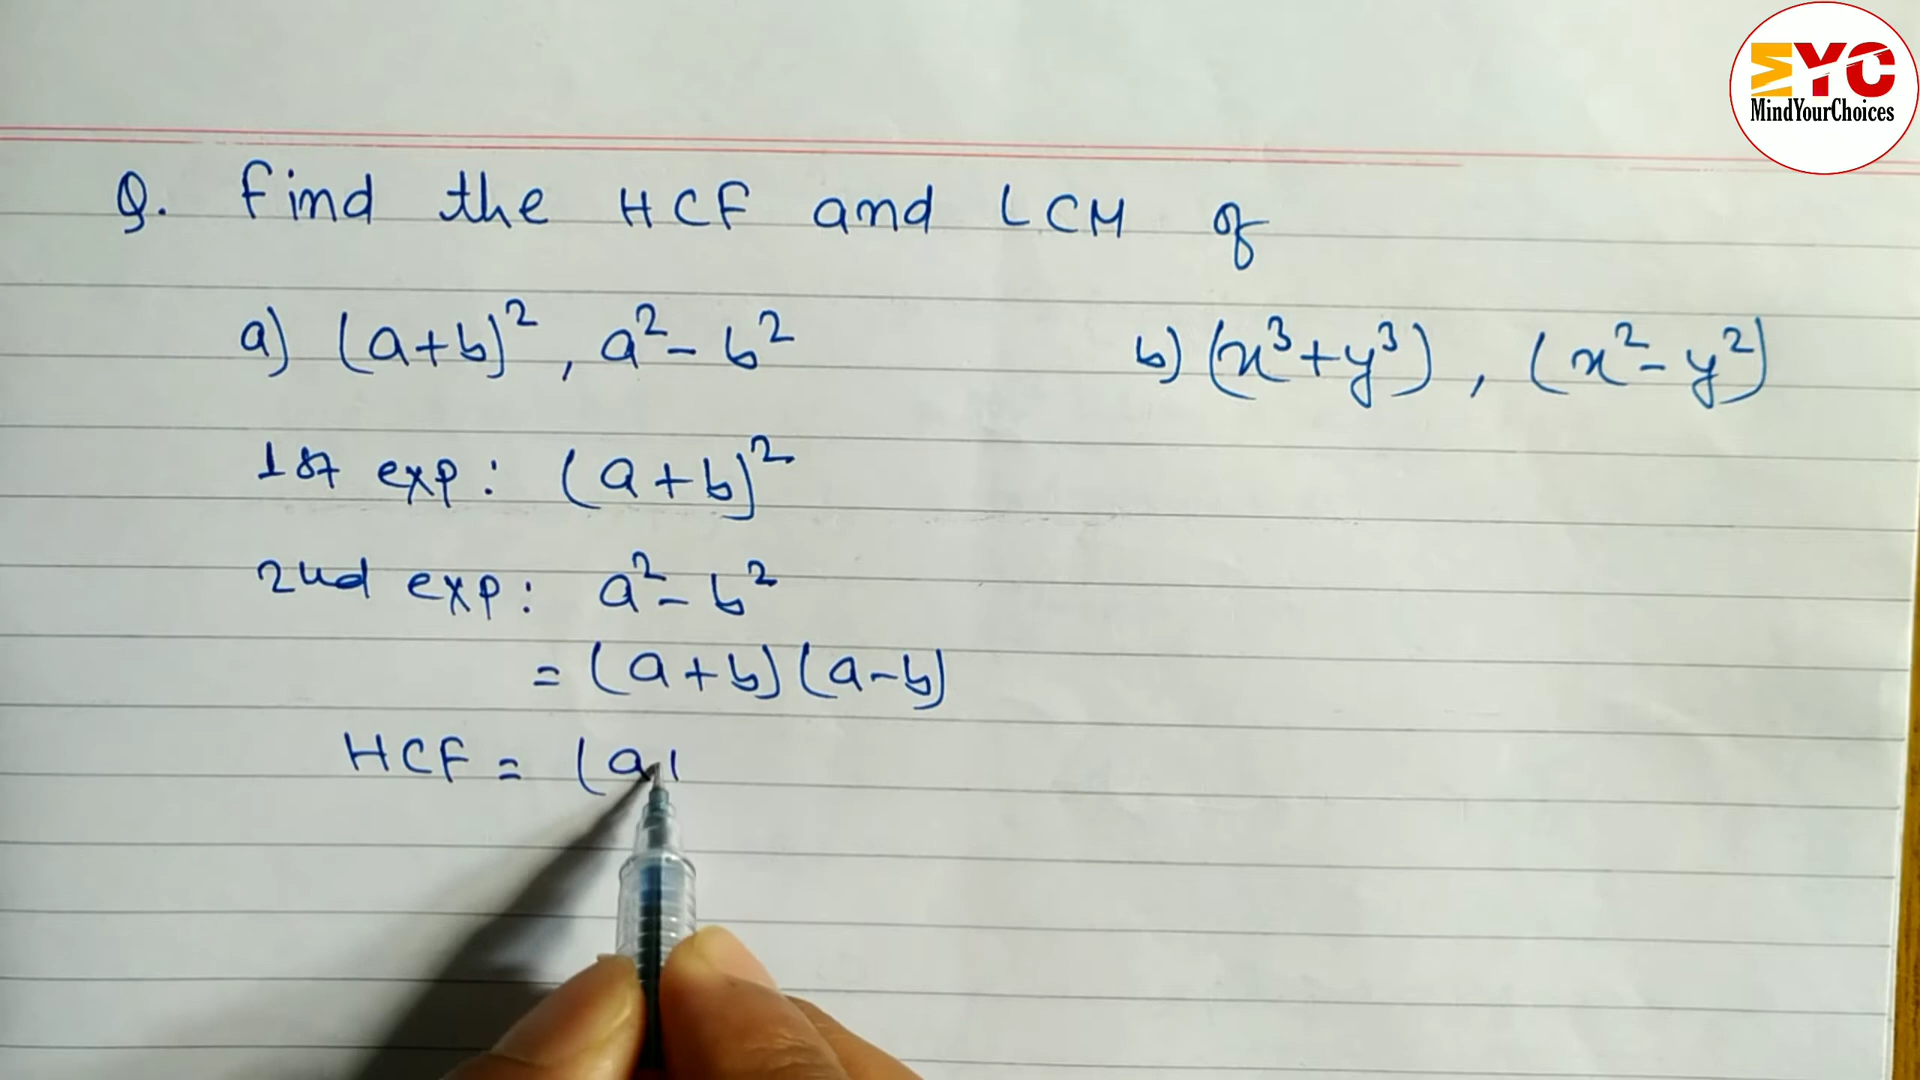 MYC
MindYourChoices
Q. Find the HCF and LCM of
a) (a+b)², a²-b²
b) (x³+y³), (x²-y²)
1st exp: (a+b)²
2nd exp: a²-b²
= (a+b)(a-b)
HCF = (a